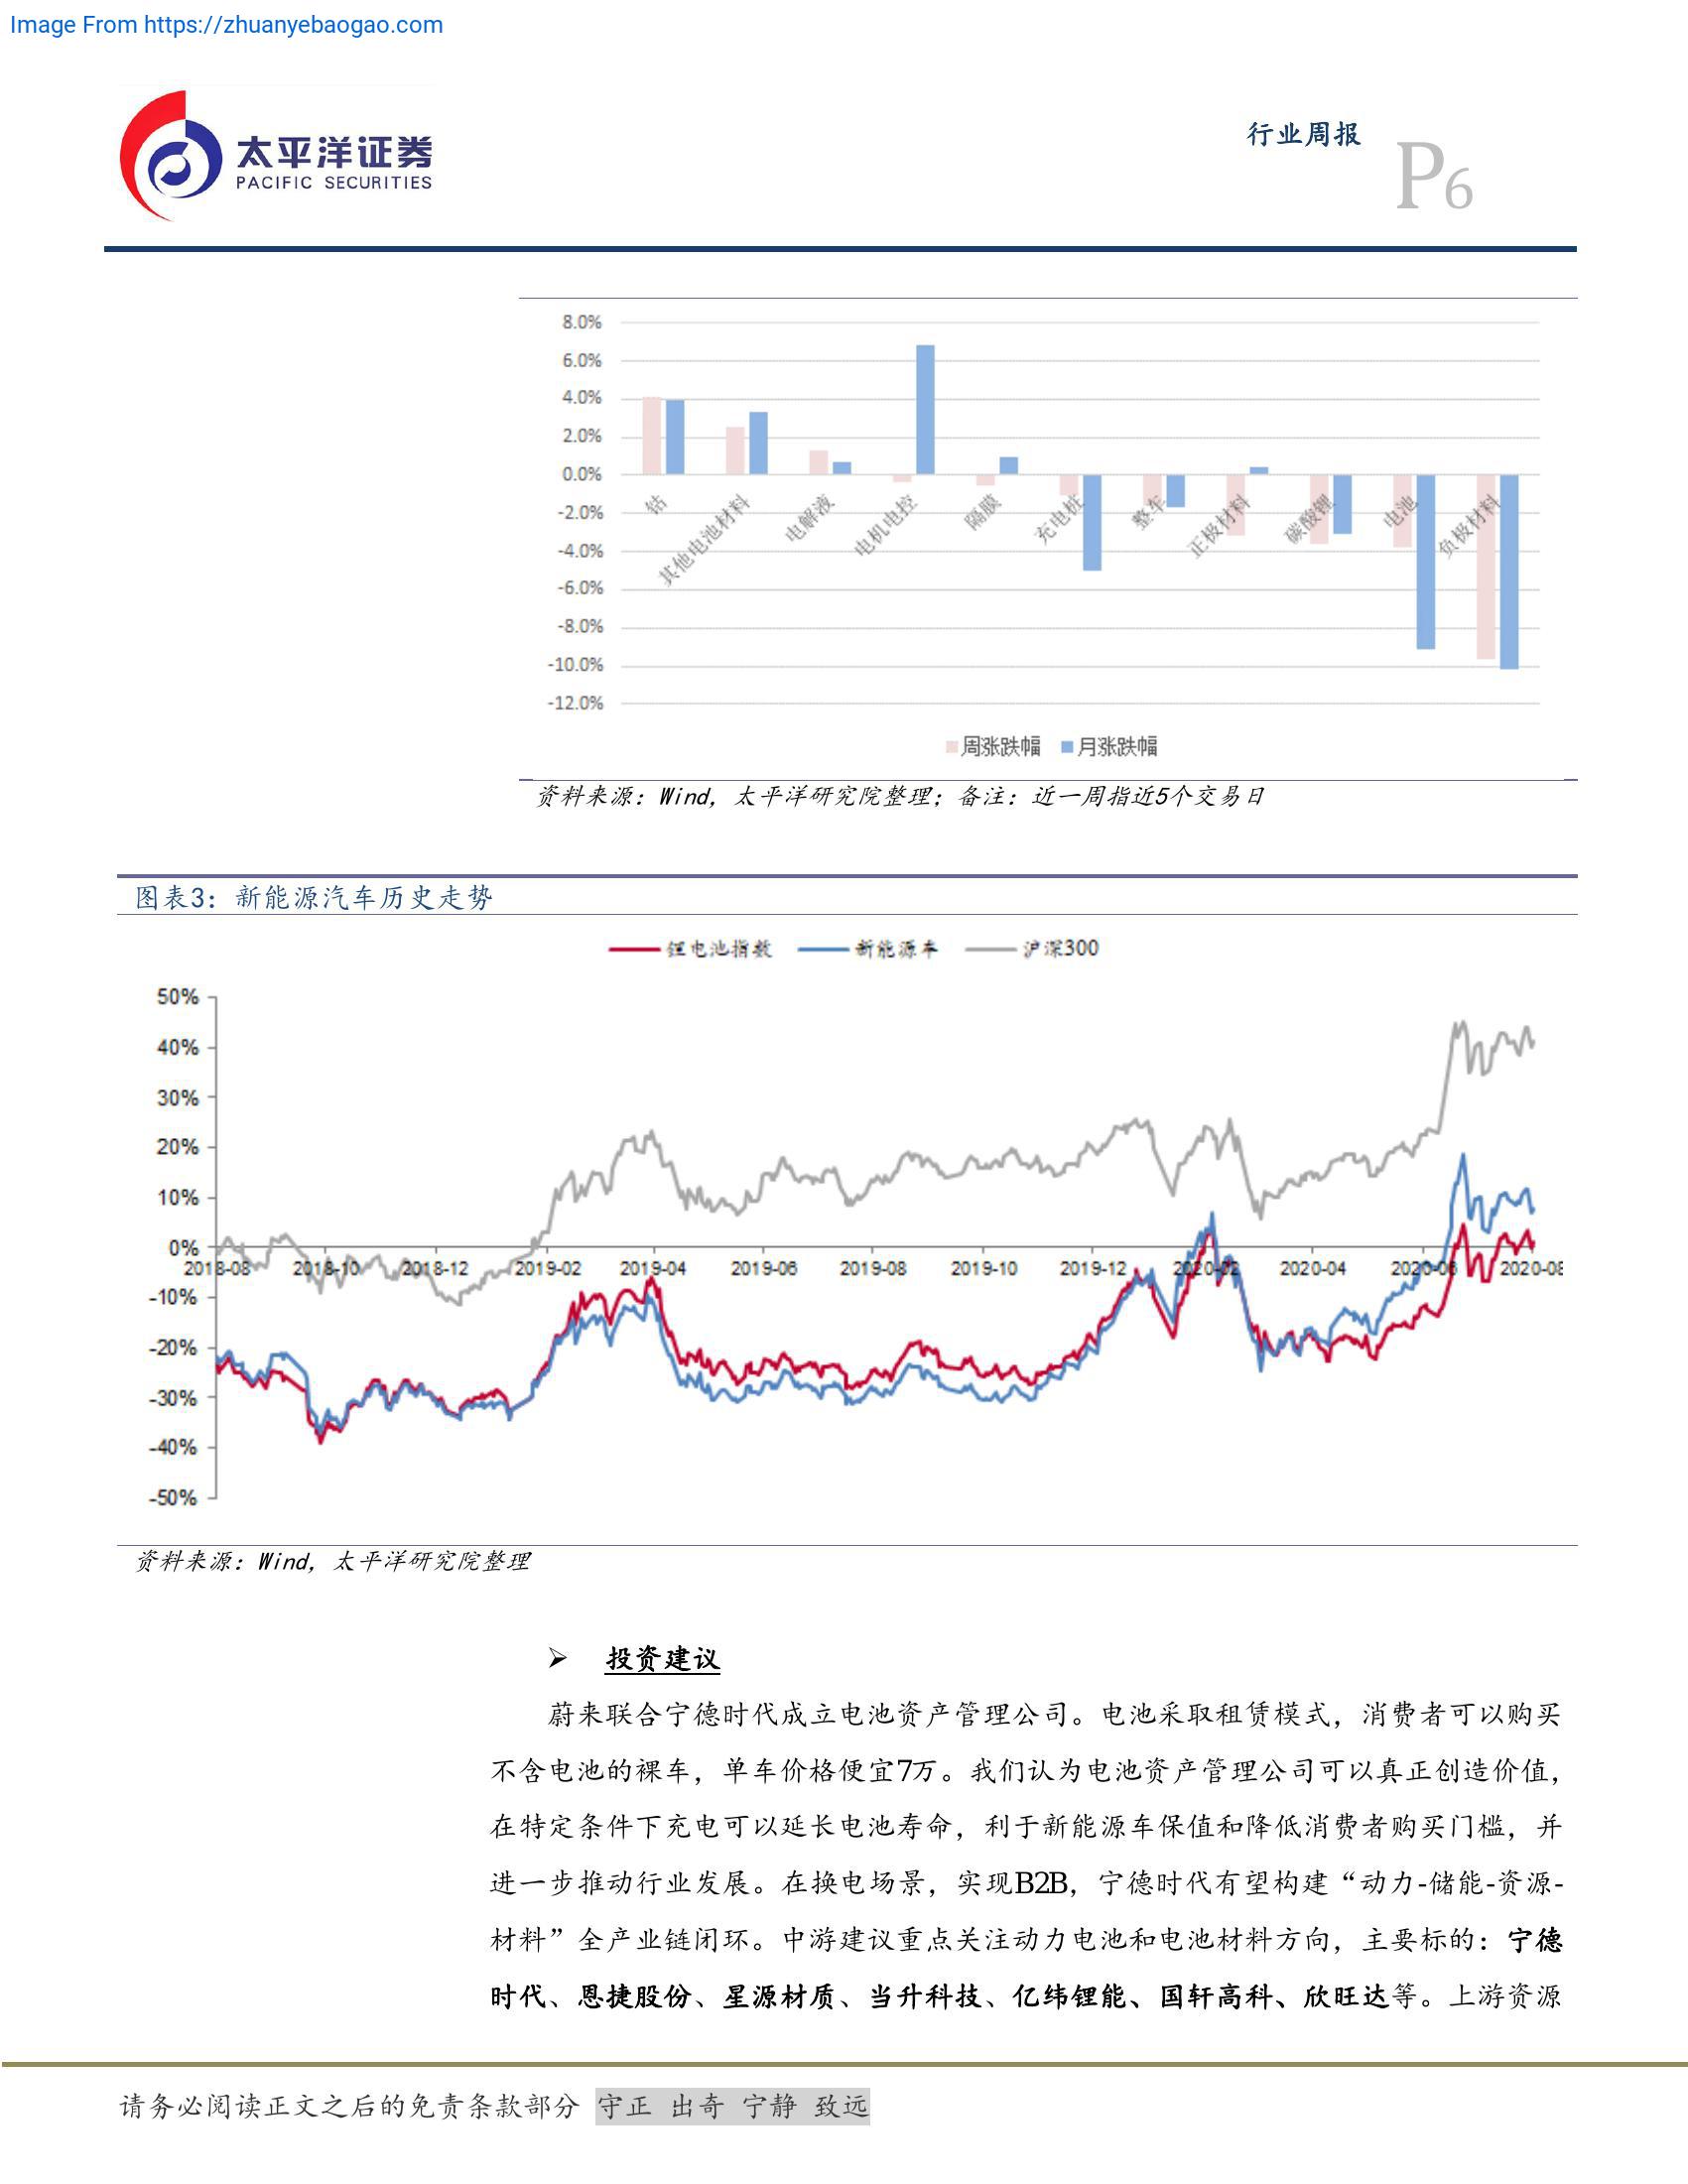 Image From https://zhuanyebaogao.com
太平洋证券
PACIFIC SECURITIES
行业周报
P6
8.0%
6.0%
4.0%
2.0%
0.0%
-2.0%
-4.0%
-6.0%
-8.0%
-10.0%
-12.0%
钴 其他电池材料 电解液 电机电控 隔膜 充电桩 整车 正极材料 碳酸锂 电池 负极材料
周涨跌幅 月涨跌幅
资料来源：Wind，太平洋研究院整理；备注：近一周指近5个交易日
图表3：新能源汽车历史走势
锂电池指数 新能源车 沪深300
50%
40%
30%
20%
10%
0%
2018-08 2018-10 2018-12 2019-02 2019-04 2019-06 2019-08 2019-10 2019-12 2020-02 2020-04 2020-06 2020-08
-10%
-20%
-30%
-40%
-50%
资料来源：Wind，太平洋研究院整理
➢ 投资建议
蔚来联合宁德时代成立电池资产管理公司。电池采取租赁模式，消费者可以购买
不含电池的裸车，单车价格便宜7万。我们认为电池资产管理公司可以真正创造价值，
在特定条件下充电可以延长电池寿命，利于新能源车保值和降低消费者购买门槛，并
进一步推动行业发展。在换电场景，实现B2B，宁德时代有望构建“动力-储能-资源-
材料”全产业链闭环。中游建议重点关注动力电池和电池材料方向，主要标的：宁德
时代、恩捷股份、星源材质、当升科技、亿纬锂能、国轩高科、欣旺达等。上游资源
请务必阅读正文之后的免责条款部分 守正 出奇 宁静 致远